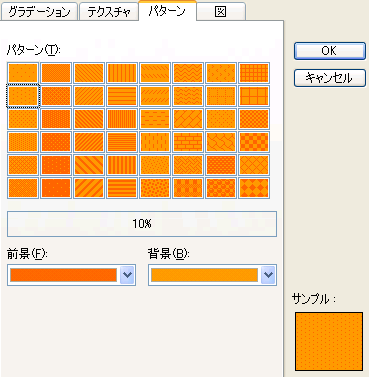 グラデーション テクスチャ パターン 図
パターン(T):
OK
キャンセル
10%
前景(F): 背景(B):
サンプル：